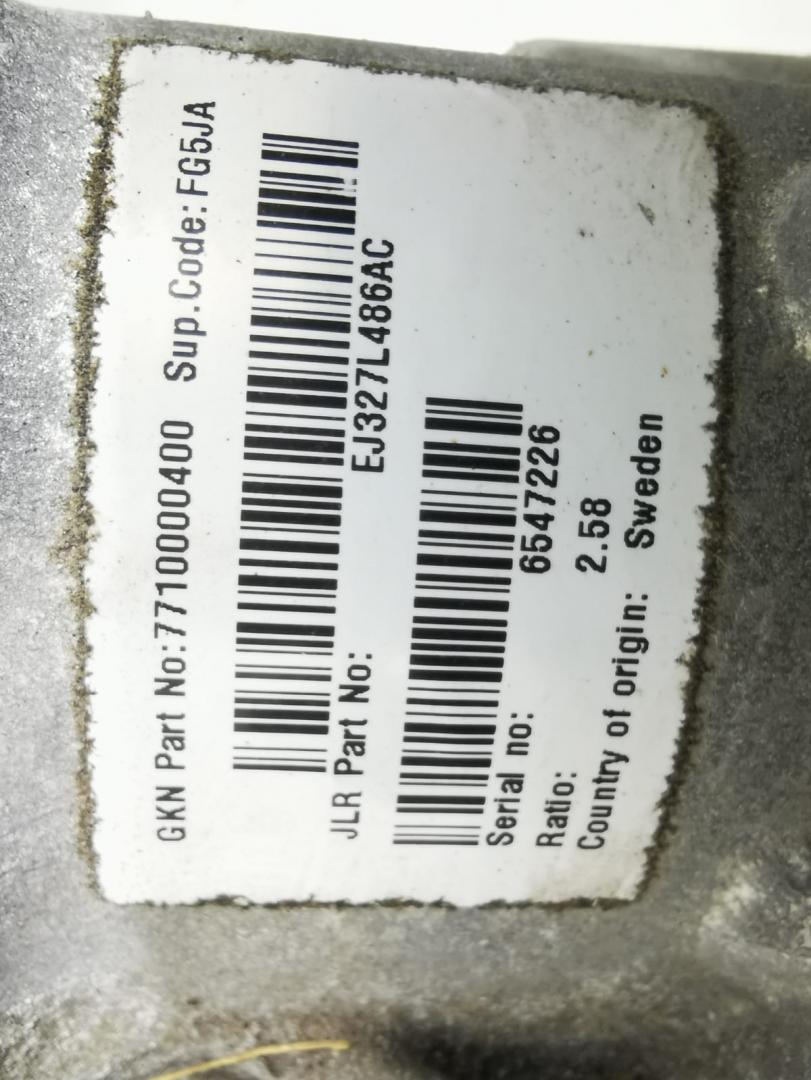 GKN Part No:7710000400 Sup.Code: FG5JA
JLR Part No: EJ327L486AC
Serial no: 6547226
Ratio: 2.58
Country of origin: Sweden